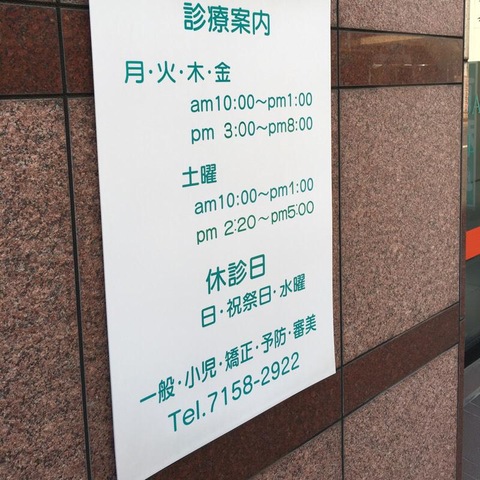 診療案内
月・火・木・金
am10:00～pm1:00
pm 3:00～pm8:00
土曜
am10:00～pm1:00
pm 2:20～pm5:00
休診日
日・祝祭日・水曜
一般・小児・矯正・予防・審美
Tel.7158-2922